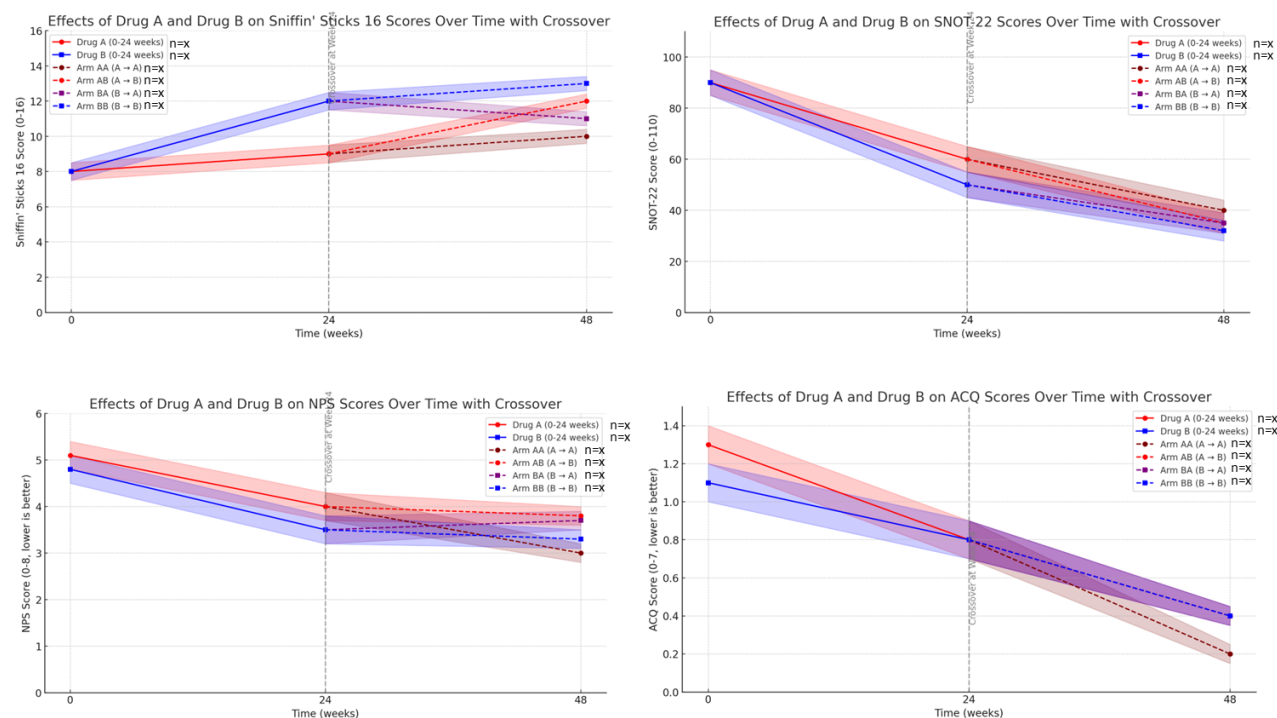 Effects of Drug A and Drug B on Sniffin' Sticks 16 Scores Over Time with Crossover
16
14
12
10
8
6
4
2
0
Sniffin' Sticks 16 Score (0-16)
Drug A (0-24 weeks) n=x
Drug B (0-24 weeks) n=x
Arm AA (A → A) n=x
Arm AB (A → B) n=x
Arm BA (B → A) n=x
Arm BB (B → B) n=x
Crossover at Week 24
0
24
48
Time (weeks)
Effects of Drug A and Drug B on SNOT-22 Scores Over Time with Crossover
100
80
60
40
20
0
SNOT-22 Score (0-110)
Drug A (0-24 weeks) n=x
Drug B (0-24 weeks) n=x
Arm AA (A → A) n=x
Arm AB (A → B) n=x
Arm BA (B → A) n=x
Arm BB (B → B) n=x
Crossover at Week 24
0
24
48
Time (weeks)
Effects of Drug A and Drug B on NPS Scores Over Time with Crossover
6
5
4
3
2
1
0
NPS Score (0-8, lower is better)
Drug A (0-24 weeks) n=x
Drug B (0-24 weeks) n=x
Arm AA (A → A) n=x
Arm AB (A → B) n=x
Arm BA (B → A) n=x
Arm BB (B → B) n=x
Crossover at Week 24
0
24
48
Time (weeks)
Effects of Drug A and Drug B on ACQ Scores Over Time with Crossover
1.4
1.2
1.0
0.8
0.6
0.4
0.2
0.0
ACQ Score (0-7, lower is better)
Drug A (0-24 weeks) n=x
Drug B (0-24 weeks) n=x
Arm AA (A → A) n=x
Arm AB (A → B) n=x
Arm BA (B → A) n=x
Arm BB (B → B) n=x
Crossover at Week 24
0
24
48
Time (weeks)